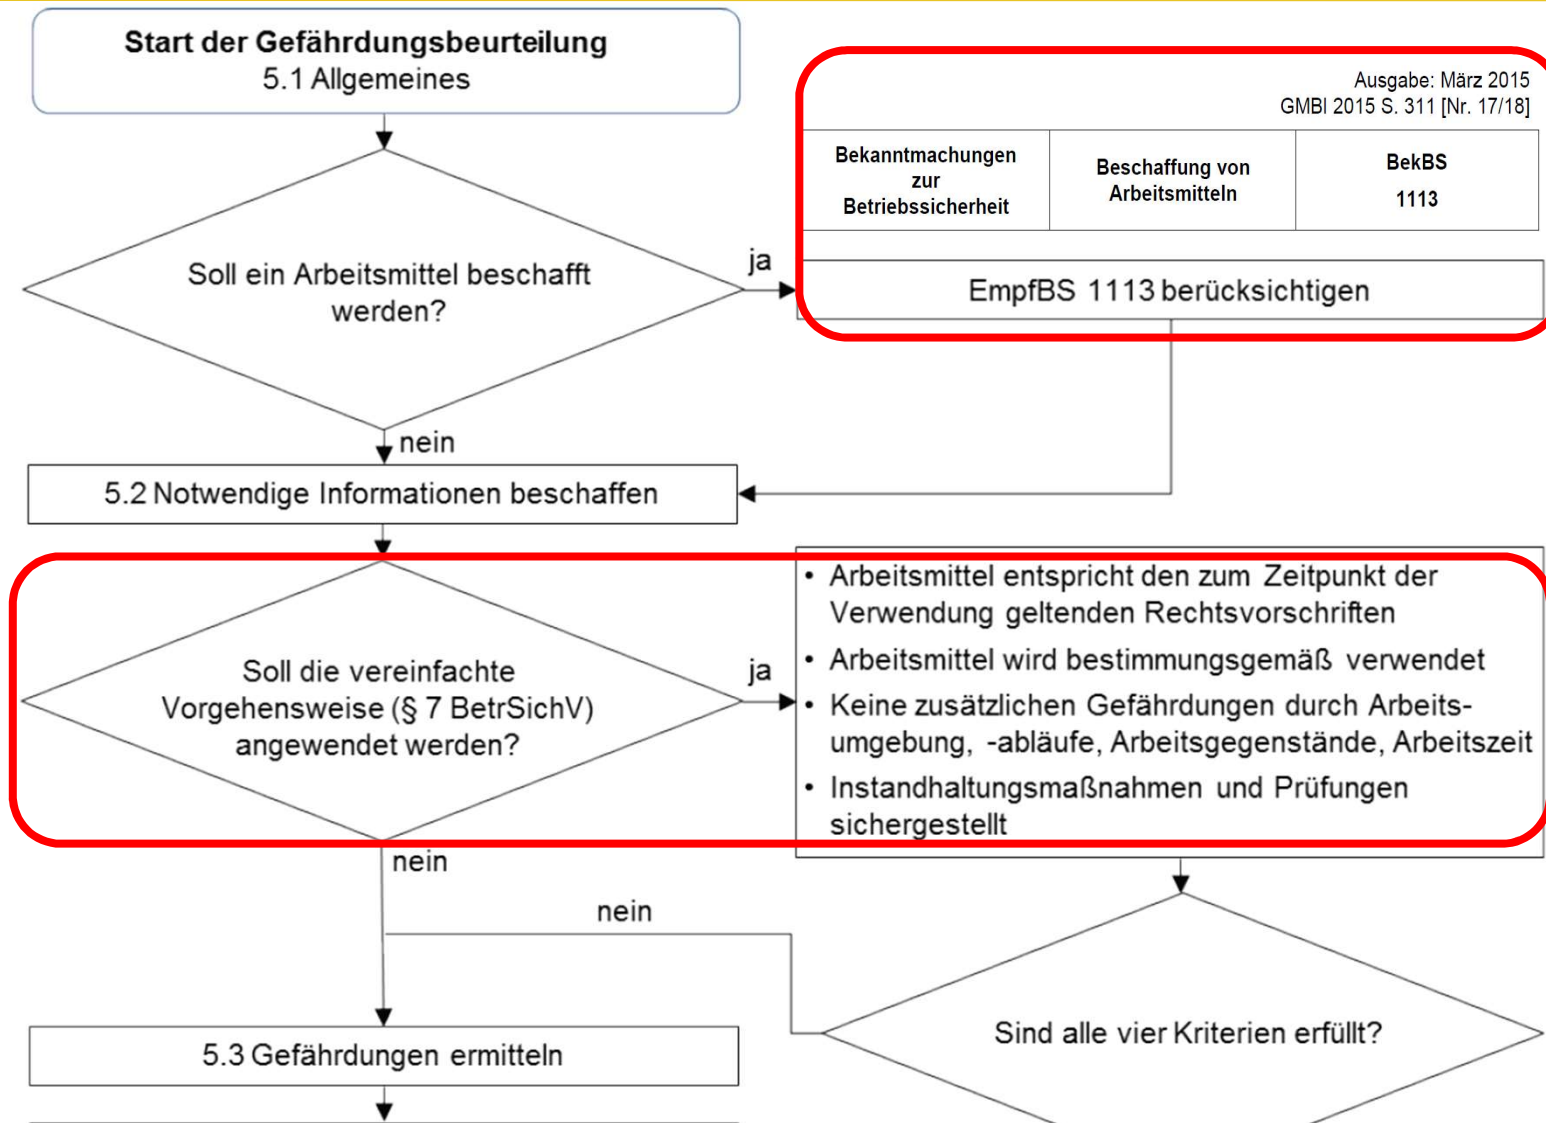 Start der Gefährdungsbeurteilung
5.1 Allgemeines
Ausgabe: März 2015
GMBl 2015 S. 311 [Nr. 17/18]
Bekanntmachungen
zur
Betriebssicherheit
Beschaffung von
Arbeitsmitteln
BekBS
1113
Soll ein Arbeitsmittel beschafft
werden?
ja
EmpfBS 1113 berücksichtigen
nein
5.2 Notwendige Informationen beschaffen
Soll die vereinfachte
Vorgehensweise (§ 7 BetrSichV)
angewendet werden?
ja
• Arbeitsmittel entspricht den zum Zeitpunkt der
Verwendung geltenden Rechtsvorschriften
• Arbeitsmittel wird bestimmungsgemäß verwendet
• Keine zusätzlichen Gefährdungen durch Arbeits-
umgebung, -abläufe, Arbeitsgegenstände, Arbeitszeit
• Instandhaltungsmaßnahmen und Prüfungen
sichergestellt
nein
nein
Sind alle vier Kriterien erfüllt?
5.3 Gefährdungen ermitteln